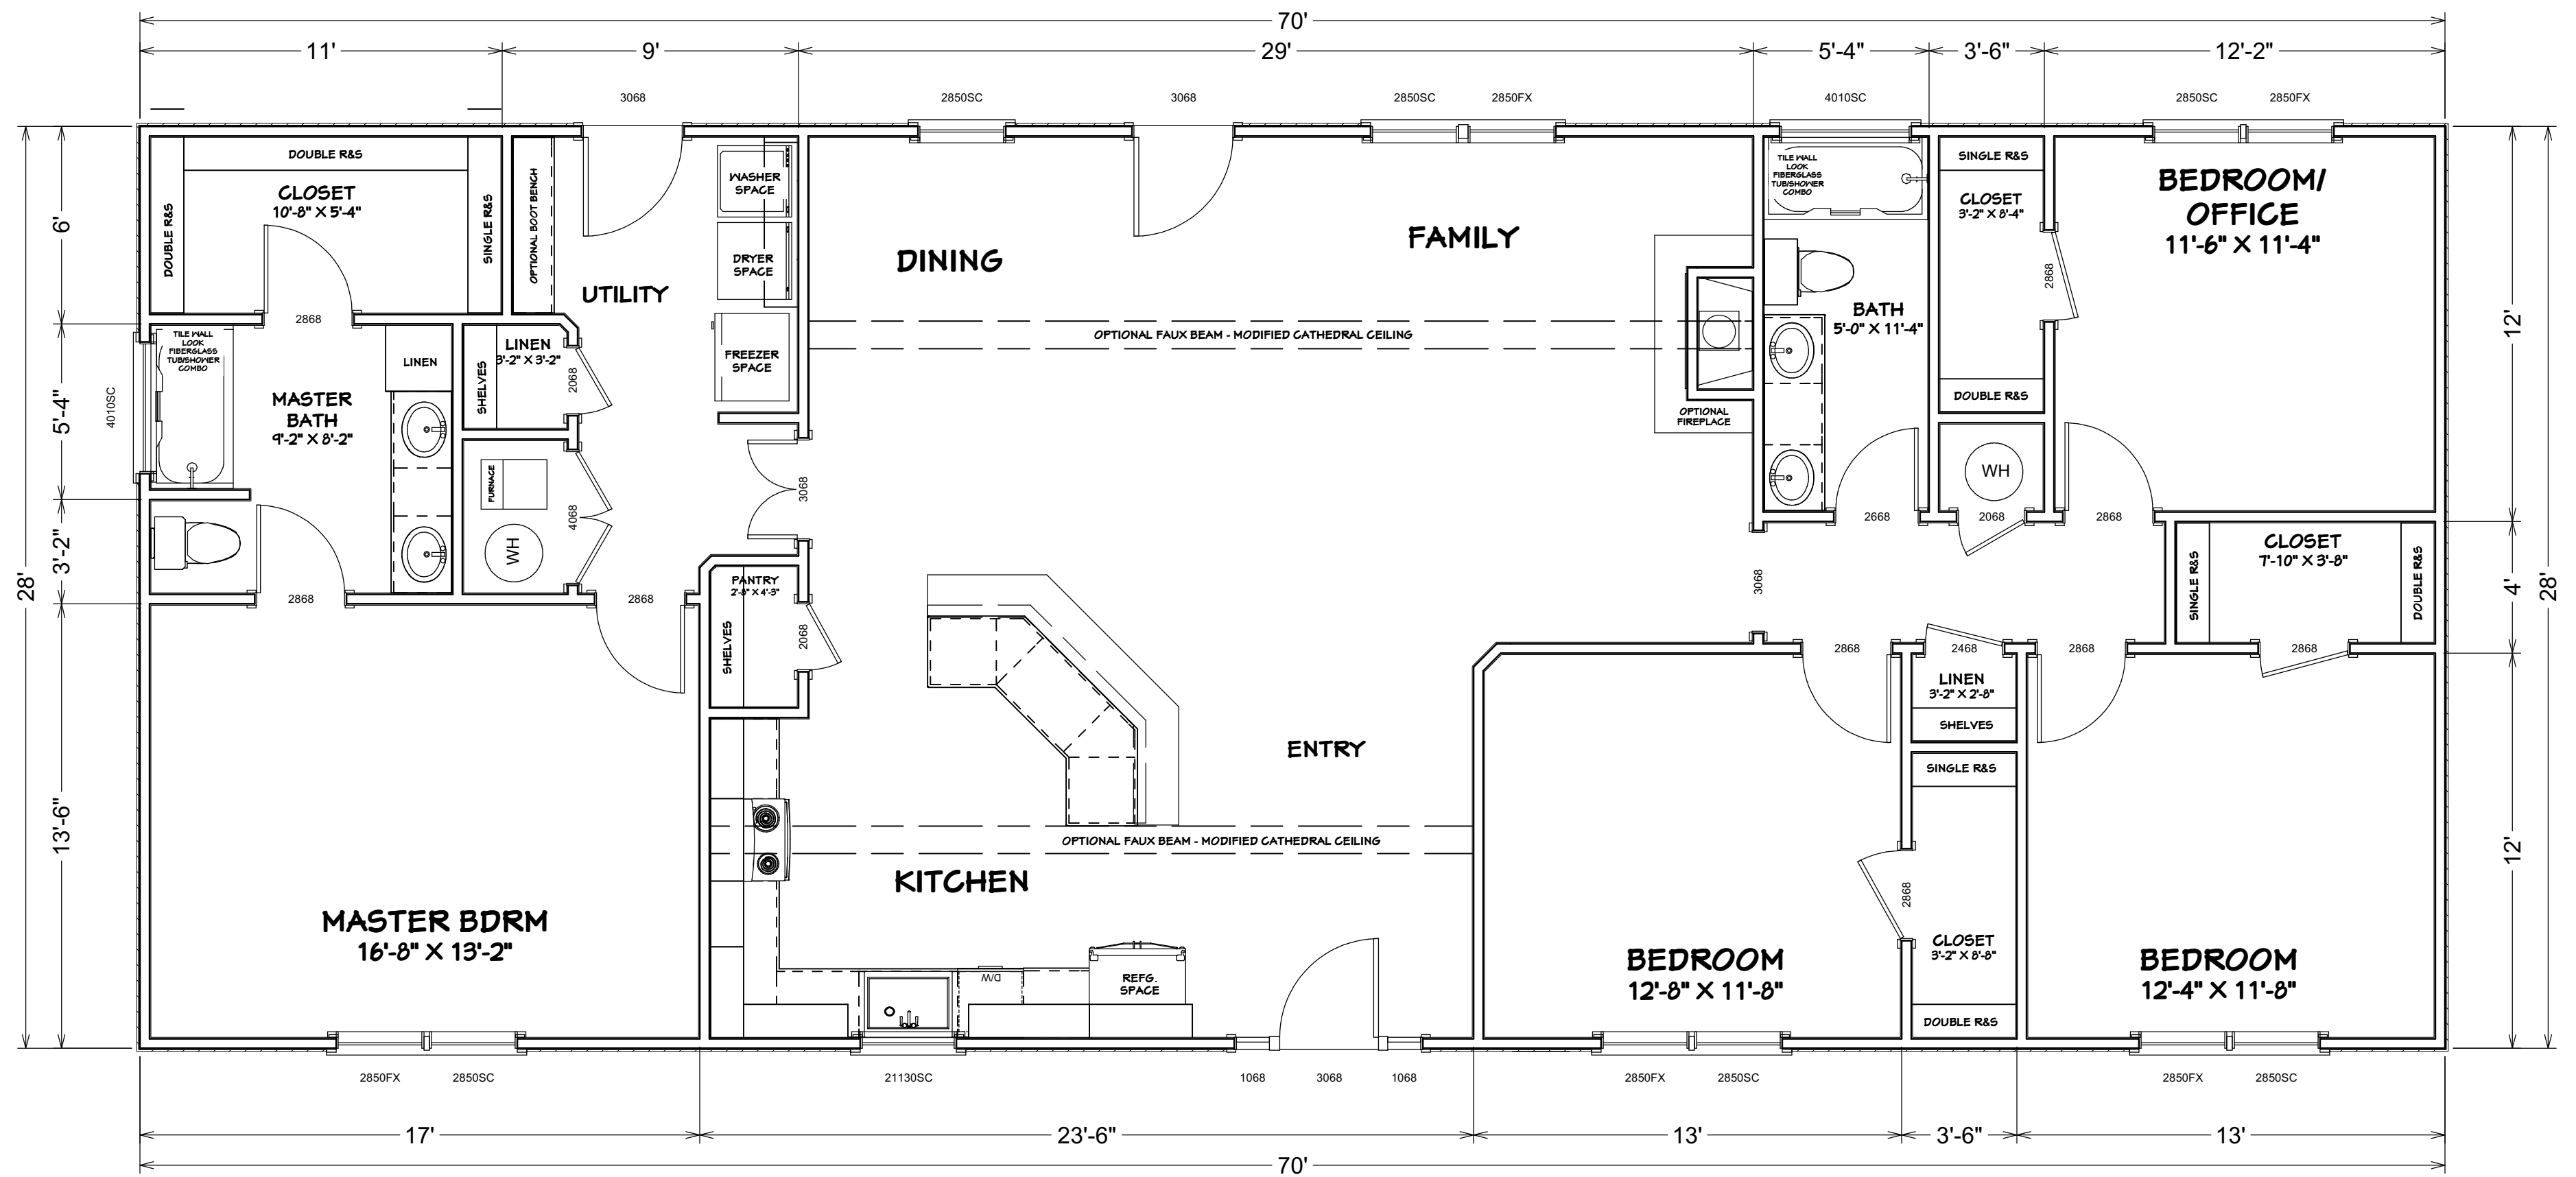 70'
11'
9'
29'
5'-4"
3'-6"
12'-2"
3068
2850SC
3068
2850SC
2850FX
4010SC
2850SC
2850FX
28'
6'
5'-4"
3'-2"
13'-6"
4010SC
DOUBLE R&S
DOUBLE R&S
SINGLE R&S
CLOSET
10'-8" X 5'-4"
2868
TILE WALL
LOOK
FIBERGLASS
TUB/SHOWER
COMBO
LINEN
MASTER
BATH
9'-2" X 8'-2"
2868
OPTIONAL BOOT BENCH
UTILITY
WASHER
SPACE
DRYER
SPACE
FREEZER
SPACE
LINEN
3'-2" X 3'-2"
SHELVES
2068
FURNACE
WH
4068
2868
3068
PANTRY
2'-8" X 4'-3"
SHELVES
2068
MASTER BDRM
16'-8" X 13'-2"
DINING
FAMILY
OPTIONAL FAUX BEAM - MODIFIED CATHEDRAL CEILING
OPTIONAL
FIREPLACE
ENTRY
OPTIONAL FAUX BEAM - MODIFIED CATHEDRAL CEILING
KITCHEN
D/W
REFG.
SPACE
TILE WALL
LOOK
FIBERGLASS
TUB/SHOWER
COMBO
BATH
5'-0" X 11'-4"
2668
SINGLE R&S
CLOSET
3'-2" X 8'-4"
2868
DOUBLE R&S
WH
2068
BEDROOM/
OFFICE
11'-6" X 11'-4"
2868
3068
CLOSET
7'-10" X 3'-8"
SINGLE R&S
DOUBLE R&S
2868
2468
2868
2868
LINEN
3'-2" X 2'-8"
SHELVES
SINGLE R&S
2868
CLOSET
3'-2" X 8'-8"
DOUBLE R&S
BEDROOM
12'-8" X 11'-8"
BEDROOM
12'-4" X 11'-8"
12'
4'
12'
28'
2850FX
2850SC
21130SC
1068
3068
1068
2850FX
2850SC
2850FX
2850SC
17'
23'-6"
13'
3'-6"
13'
70'